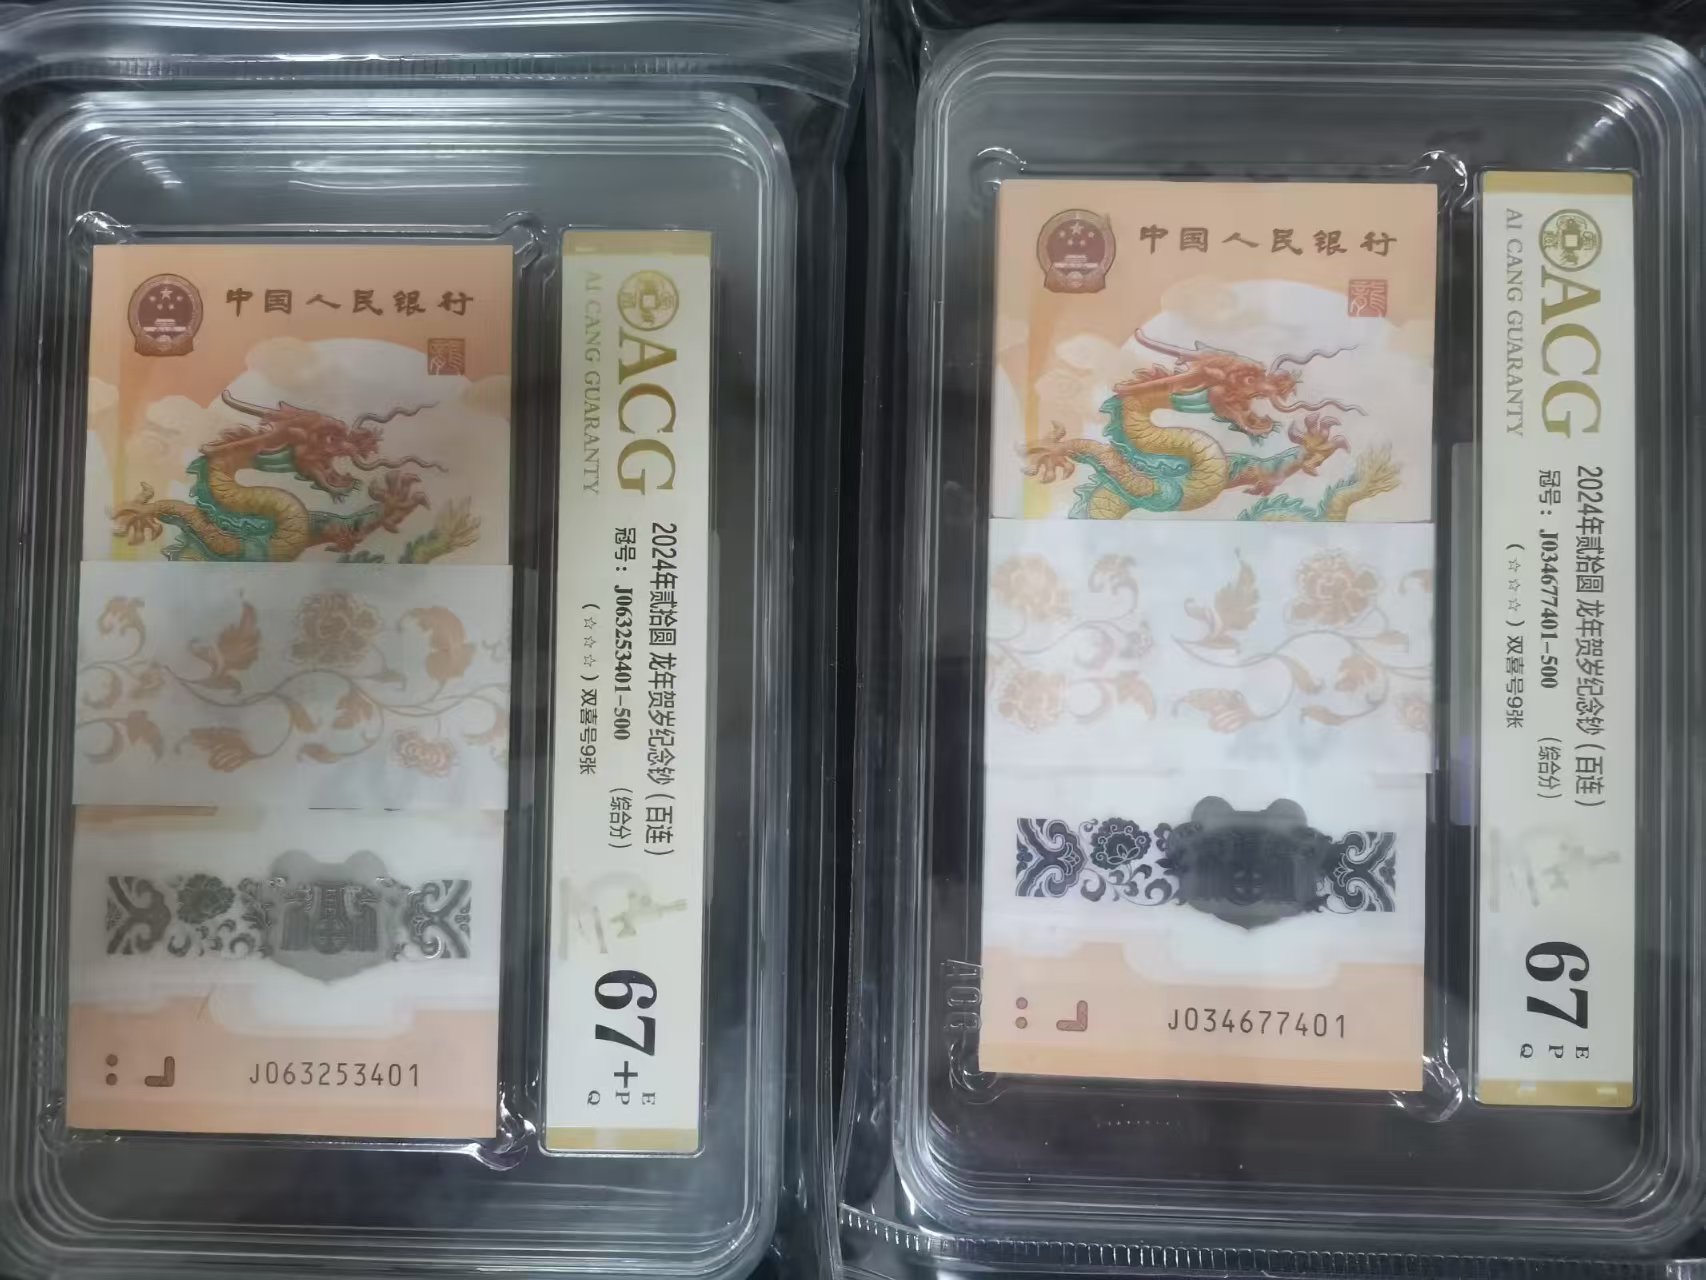 中国人民银行
龍
J063253401
ACG
AI CANG GUARANTY
2024年贰拾圆 龙年贺岁纪念钞（百连）
冠号：J063253401-500 （综合分）
（☆☆☆）双喜号9张
67+
E
P
Q
中国人民银行
龍
J034677401
ACG
AI CANG GUARANTY
2024年贰拾圆 龙年贺岁纪念钞（百连）
冠号：J034677401-500 （综合分）
（☆☆☆）双喜号9张
67
E
P
Q
ACG